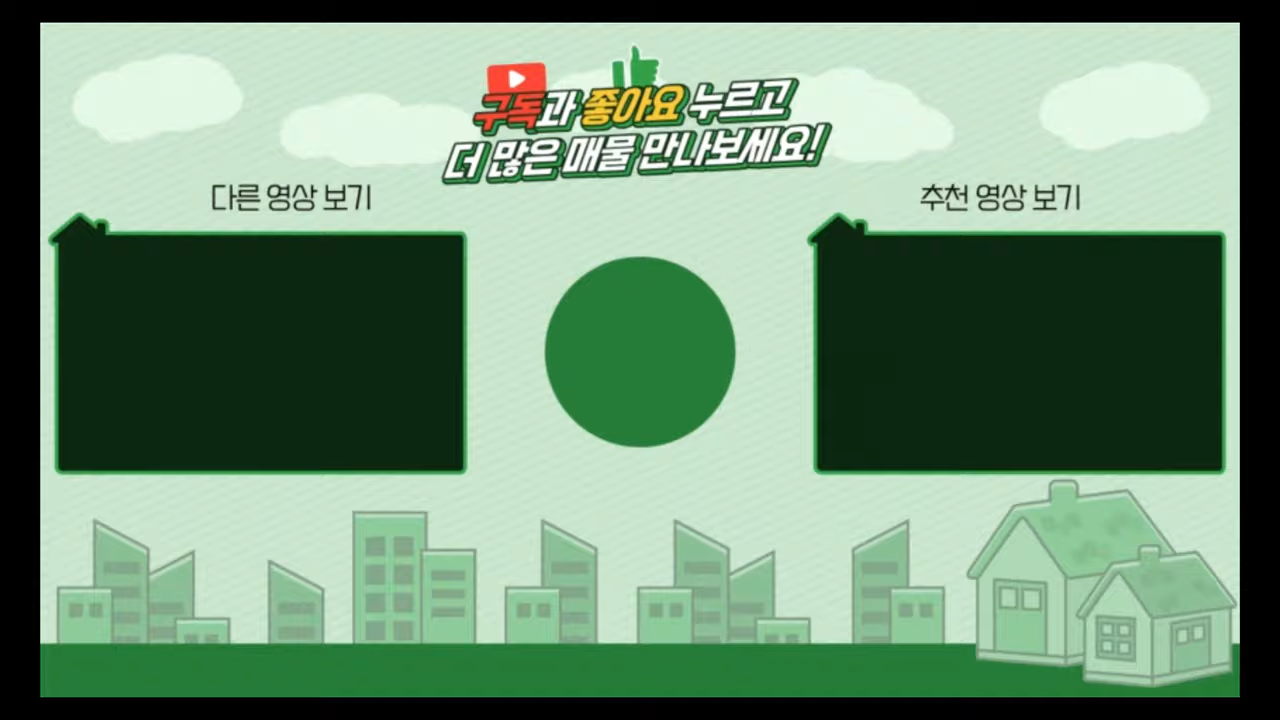 구독과 좋아요 누르고
더 많은 매물 만나보세요!
다른 영상 보기
추천 영상 보기